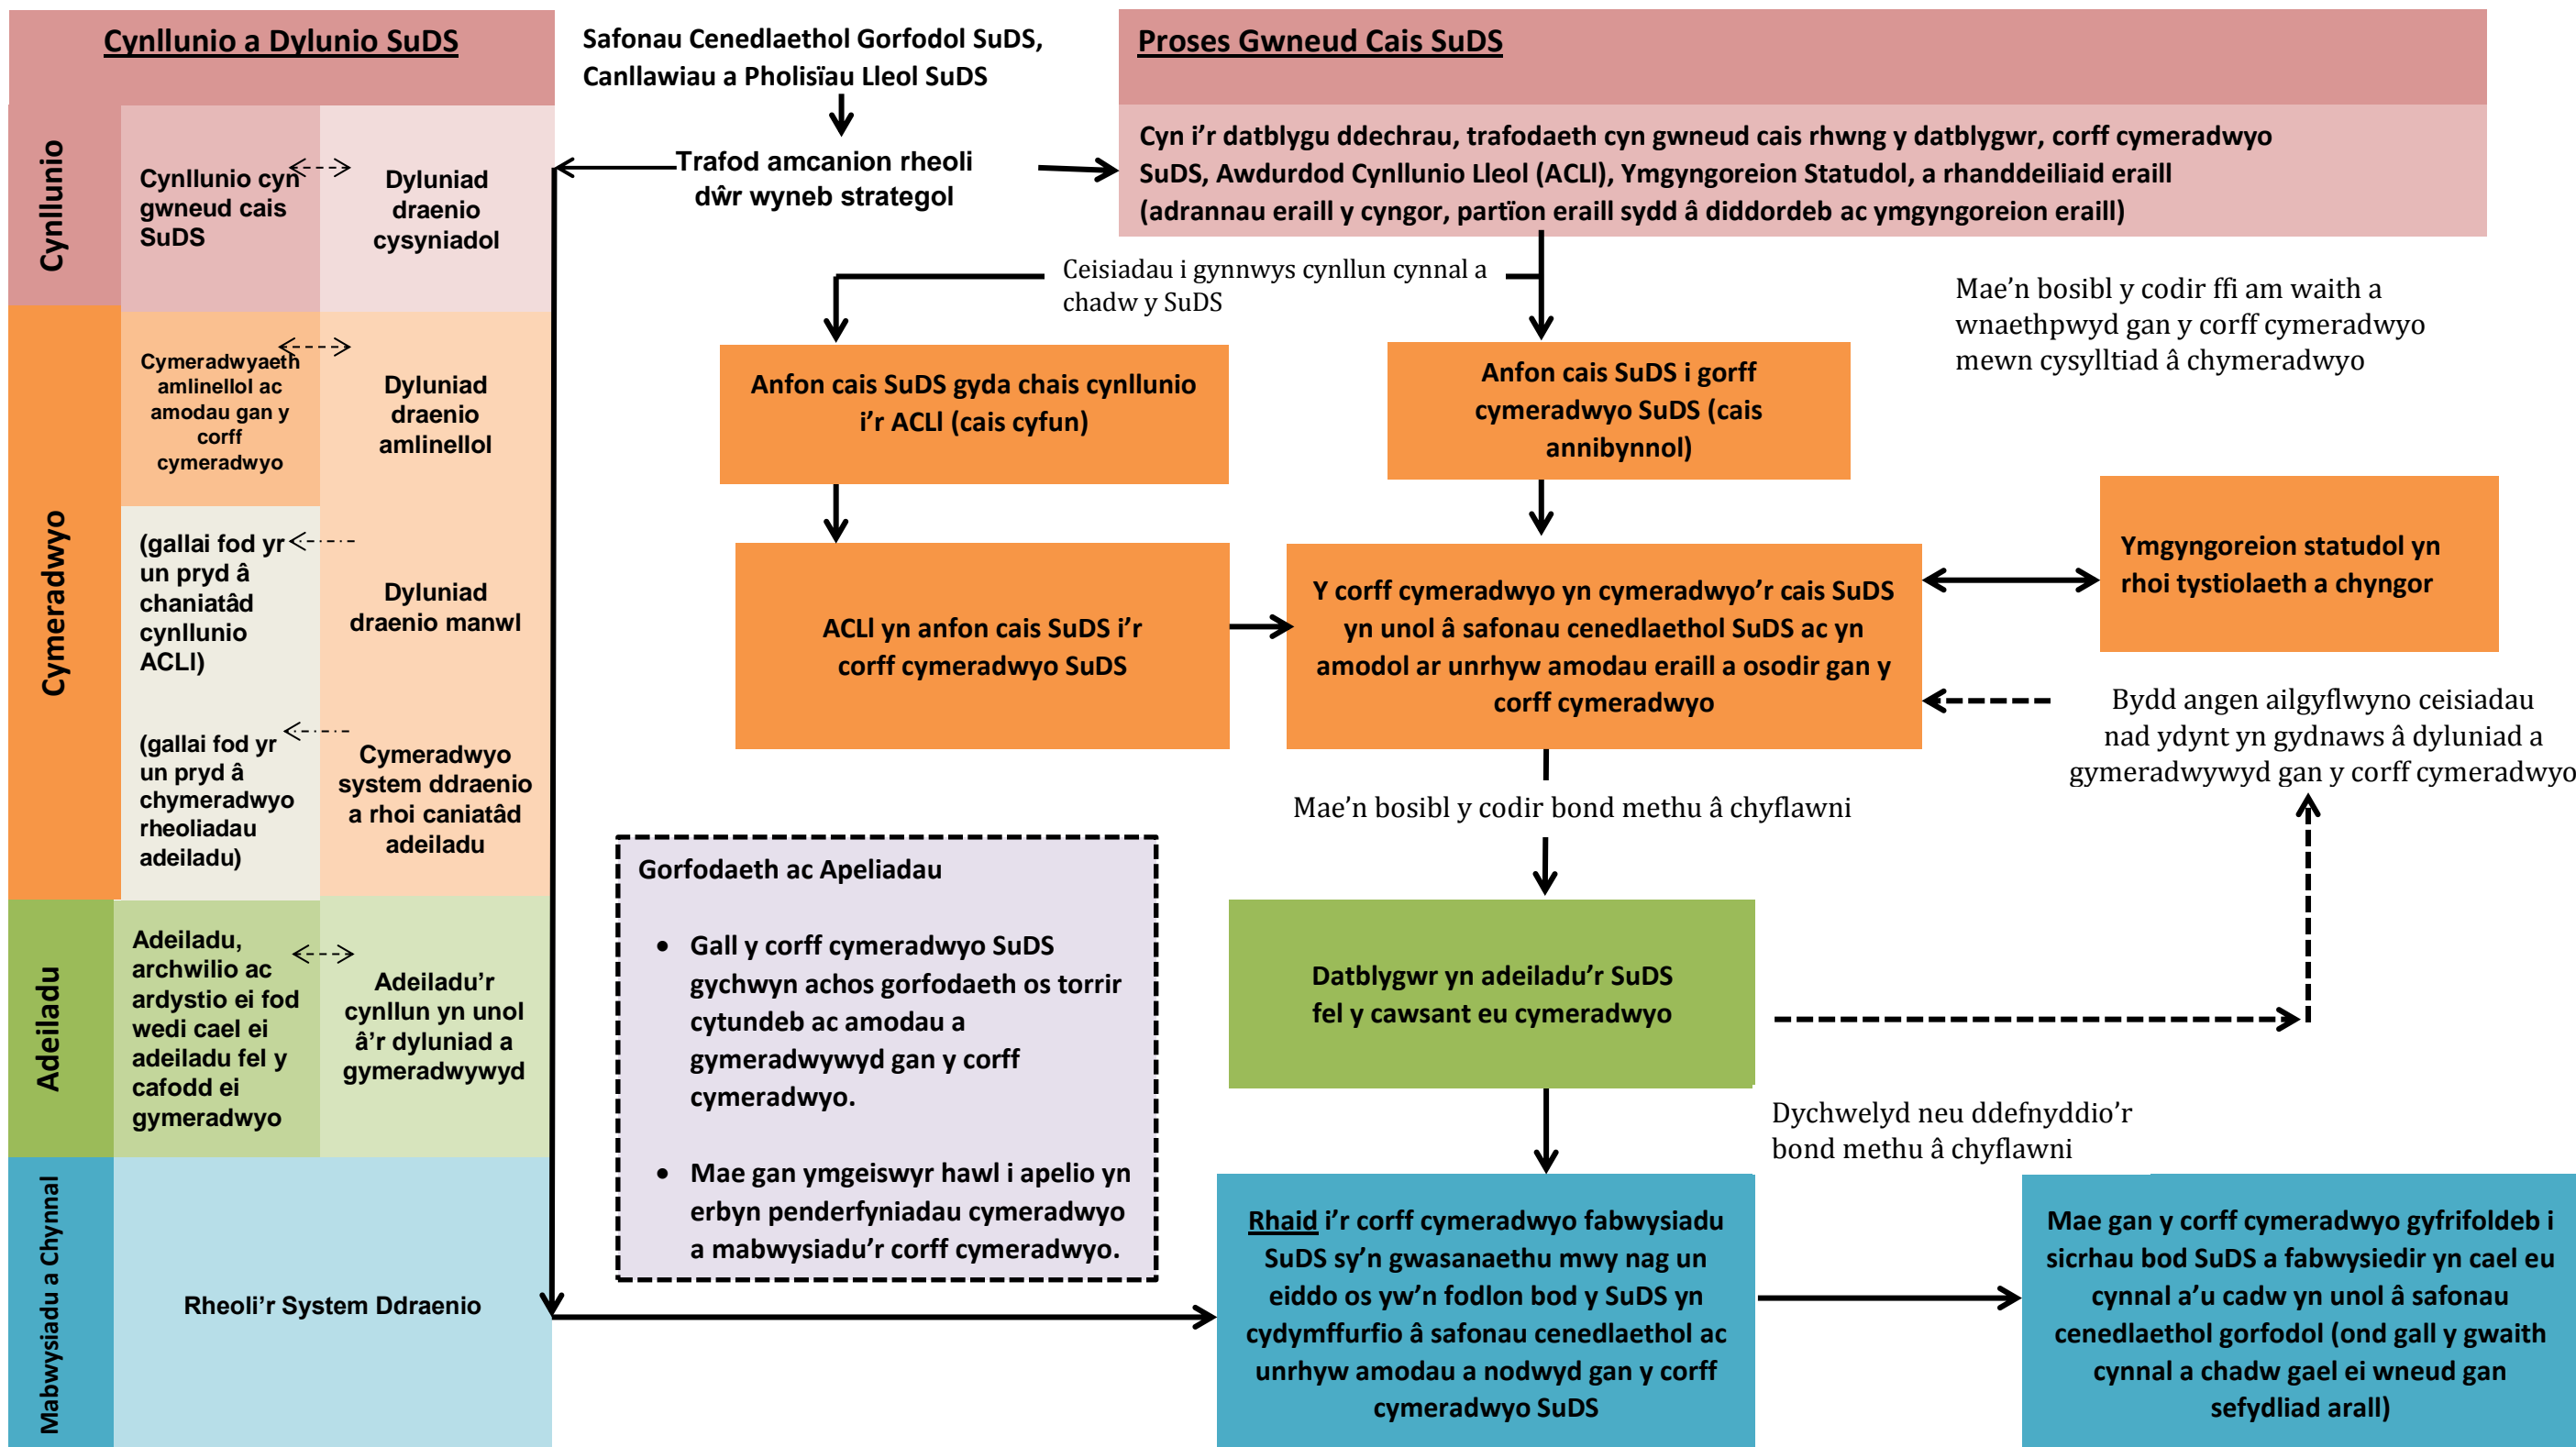 Cynllunio a Dylunio SuDS
Safonau Cenedlaethol Gorfodol SuDS,
Canllawiau a Pholisïau Lleol SuDS
Proses Gwneud Cais SuDS
Cynllunio
Cynllunio cyn
gwneud cais
SuDS
Dyluniad
draenio
cysyniadol
Trafod amcanion rheoli
dŵr wyneb strategol
Cyn i'r datblygu ddechrau, trafodaeth cyn gwneud cais rhwng y datblygwr, corff cymeradwyo
SuDS, Awdurdod Cynllunio Lleol (ACLl), Ymgyngoreion Statudol, a rhanddeiliaid eraill
(adrannau eraill y cyngor, partïon eraill sydd â diddordeb ac ymgyngoreion eraill)
Ceisiadau i gynnwys cynllun cynnal a
chadw y SuDS
Mae'n bosibl y codir ffi am waith a
wnaethpwyd gan y corff cymeradwyo
mewn cysylltiad â chymeradwyo
Cymeradwyo
Cymeradwyaeth
amlinellol ac
amodau gan y
corff
cymeradwyo
Dyluniad
draenio
amlinellol
Anfon cais SuDS gyda chais cynllunio
i'r ACLl (cais cyfun)
Anfon cais SuDS i gorff
cymeradwyo SuDS (cais
annibynnol)
(gallai fod yr
un pryd â
chaniatâd
cynllunio
ACLl)
Dyluniad
draenio manwl
ACLl yn anfon cais SuDS i'r
corff cymeradwyo SuDS
Y corff cymeradwyo yn cymeradwyo'r cais SuDS
yn unol â safonau cenedlaethol SuDS ac yn
amodol ar unrhyw amodau eraill a osodir gan y
corff cymeradwyo
Ymgyngoreion statudol yn
rhoi tystiolaeth a chyngor
Bydd angen ailgyflwyno ceisiadau
nad ydynt yn gydnaws â dyluniad a
gymeradwywyd gan y corff cymeradwyo
(gallai fod yr
un pryd â
chymeradwyo
rheoliadau
adeiladu)
Cymeradwyo
system ddraenio
a rhoi caniatâd
adeiladu
Mae'n bosibl y codir bond methu â chyflawni
Gorfodaeth ac Apeliadau
• Gall y corff cymeradwyo SuDS
gychwyn achos gorfodaeth os torrir
cytundeb ac amodau a
gymeradwywyd gan y corff
cymeradwyo.
• Mae gan ymgeiswyr hawl i apelio yn
erbyn penderfyniadau cymeradwyo
a mabwysiadu'r corff cymeradwyo.
Adeiladu
Adeiladu,
archwilio ac
ardystio ei fod
wedi cael ei
adeiladu fel y
cafodd ei
gymeradwyo
Adeiladu'r
cynllun yn unol
â'r dyluniad a
gymeradwywyd
Datblygwr yn adeiladu'r SuDS
fel y cawsant eu cymeradwyo
Dychwelyd neu ddefnyddio'r
bond methu â chyflawni
Mabwysiadu a Chynnal
Rheoli'r System Ddraenio
Rhaid i'r corff cymeradwyo fabwysiadu
SuDS sy'n gwasanaethu mwy nag un
eiddo os yw'n fodlon bod y SuDS yn
cydymffurfio â safonau cenedlaethol ac
unrhyw amodau a nodwyd gan y corff
cymeradwyo SuDS
Mae gan y corff cymeradwyo gyfrifoldeb i
sicrhau bod SuDS a fabwysiedir yn cael eu
cynnal a'u cadw yn unol â safonau
cenedlaethol gorfodol (ond gall y gwaith
cynnal a chadw gael ei wneud gan
sefydliad arall)